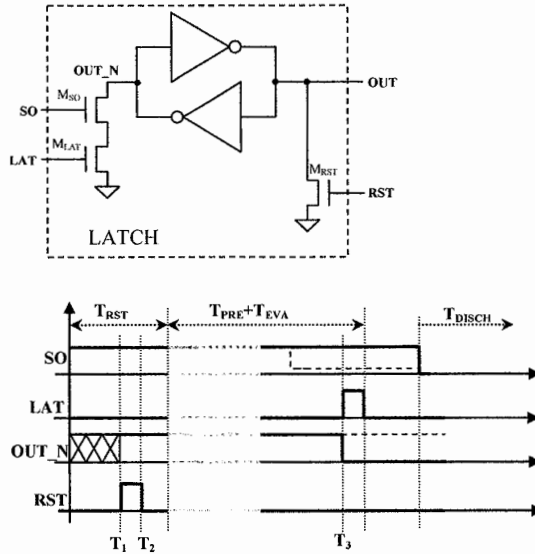 OUT_N
OUT
M_SO
SO
M_LAT
LAT
M_RST
RST
LATCH
T_RST
T_PRE+T_EVA
T_DISCH
SO
LAT
OUT_N
RST
T_1
T_2
T_3